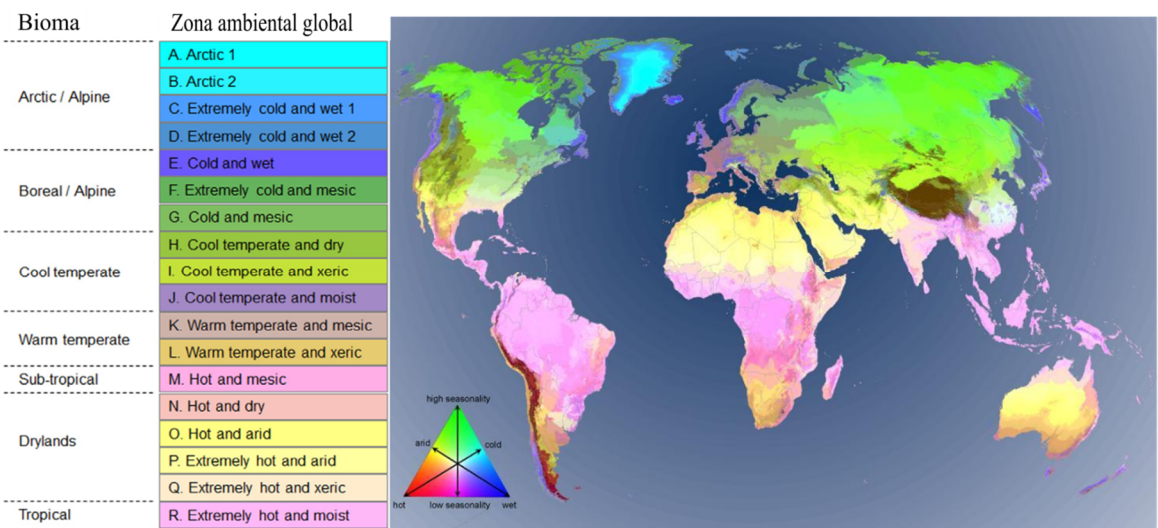 Bioma Zona ambiental global
A. Arctic 1
B. Arctic 2
Arctic / Alpine
C. Extremely cold and wet 1
D. Extremely cold and wet 2
E. Cold and wet
Boreal / Alpine
F. Extremely cold and mesic
G. Cold and mesic
H. Cool temperate and dry
Cool temperate
I. Cool temperate and xeric
J. Cool temperate and moist
Warm temperate
K. Warm temperate and mesic
L. Warm temperate and xeric
Sub-tropical
M. Hot and mesic
N. Hot and dry
Drylands
O. Hot and arid
P. Extremely hot and arid
Q. Extremely hot and xeric
Tropical
R. Extremely hot and moist
high seasonality
arid
cold
hot
low seasonality
wet